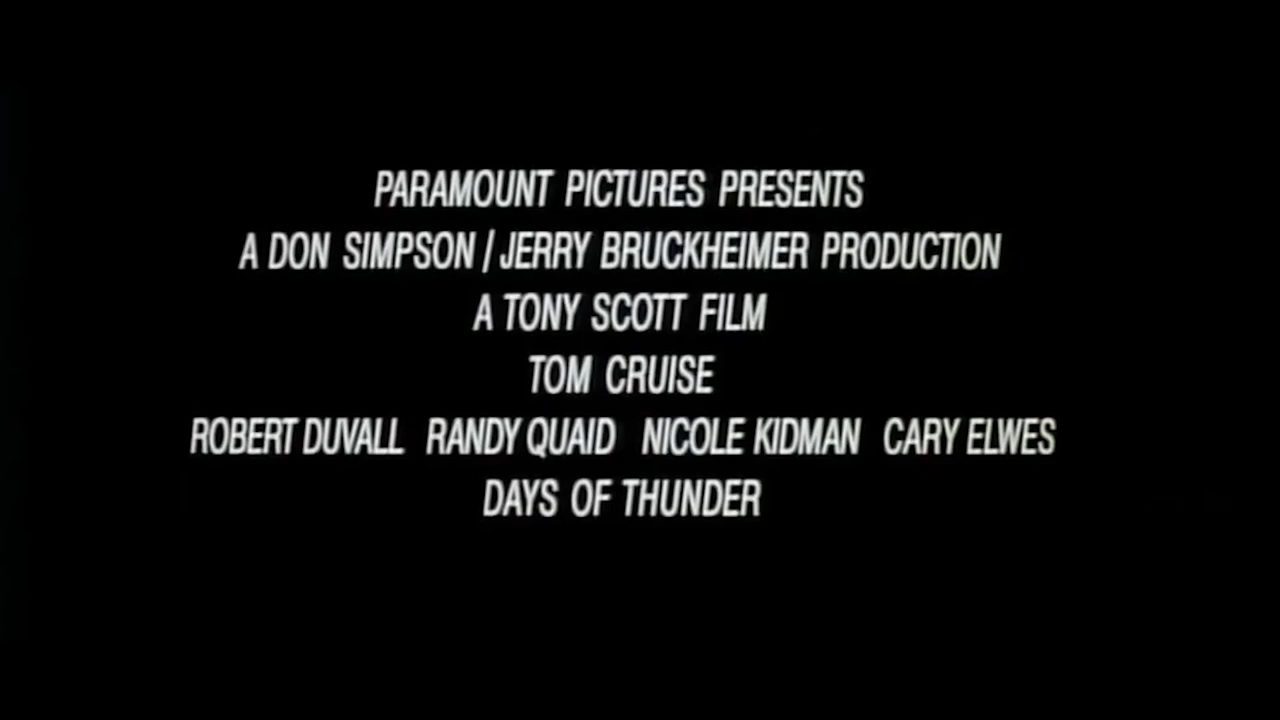 PARAMOUNT PICTURES PRESENTS
A DON SIMPSON / JERRY BRUCKHEIMER PRODUCTION
A TONY SCOTT FILM
TOM CRUISE
ROBERT DUVALL RANDY QUAID NICOLE KIDMAN CARY ELWES
DAYS OF THUNDER